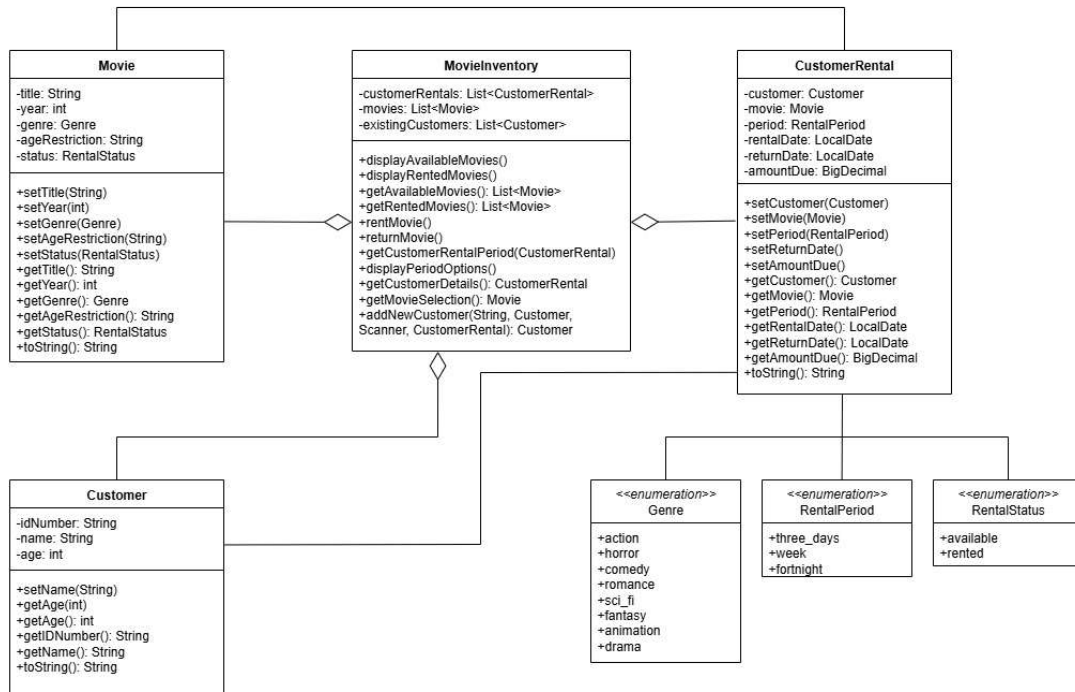 Movie
-title: String
-year: int
-genre: Genre
-ageRestriction: String
-status: RentalStatus
+setTitle(String)
+setYear(int)
+setGenre(Genre)
+setAgeRestriction(String)
+setStatus(RentalStatus)
+getTitle(): String
+getYear(): int
+getGenre(): Genre
+getAgeRestriction(): String
+getStatus(): RentalStatus
+toString(): String
MovieInventory
-customerRentals: List<CustomerRental>
-movies: List<Movie>
-existingCustomers: List<Customer>
+displayAvailableMovies()
+displayRentedMovies()
+getAvailableMovies(): List<Movie>
+getRentedMovies(): List<Movie>
+rentMovie()
+returnMovie()
+getCustomerRentalPeriod(CustomerRental)
+displayPeriodOptions()
+getCustomerDetails(): CustomerRental
+getMovieSelection(): Movie
+addNewCustomer(String, Customer,
Scanner, CustomerRental): Customer
CustomerRental
-customer: Customer
-movie: Movie
-period: RentalPeriod
-rentalDate: LocalDate
-returnDate: LocalDate
-amountDue: BigDecimal
+setCustomer(Customer)
+setMovie(Movie)
+setPeriod(RentalPeriod)
+setReturnDate()
+setAmountDue()
+getCustomer(): Customer
+getMovie(): Movie
+getPeriod(): RentalPeriod
+getRentalDate(): LocalDate
+getReturnDate(): LocalDate
+getAmountDue(): BigDecimal
+toString(): String
Customer
-idNumber: String
-name: String
-age: int
+setName(String)
+getAge(int)
+getAge(): int
+getIDNumber(): String
+getName(): String
+toString(): String
<<enumeration>>
Genre
+action
+horror
+comedy
+romance
+sci_fi
+fantasy
+animation
+drama
<<enumeration>>
RentalPeriod
+three_days
+week
+fortnight
<<enumeration>>
RentalStatus
+available
+rented